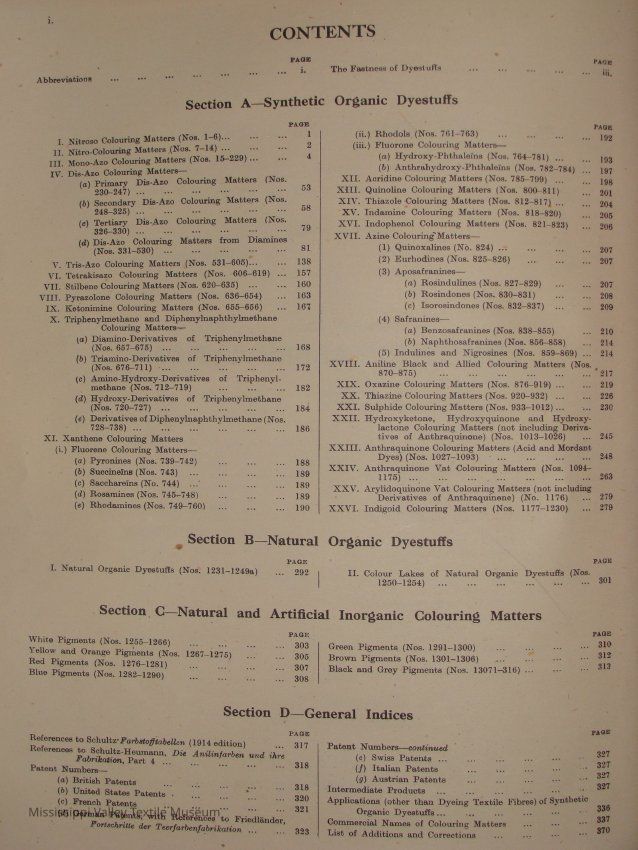 i.
CONTENTS
PAGE
Abbreviations ... ... ... ... ... ... ... i.
PAGE
The Fastness of Dyestuffs ... ... ... ... ... iii.
Section A—Synthetic Organic Dyestuffs
PAGE
I. Nitroso Colouring Matters (Nos. 1-6)... ... ... 1
II. Nitro-Colouring Matters (Nos. 7-14) ... ... ... 2
III. Mono-Azo Colouring Matters (Nos. 15-229) ... ... 4
IV. Dis-Azo Colouring Matters—
(a) Primary Dis-Azo Colouring Matters (Nos.
230-247) ... ... ... ... ... ... 53
(b) Secondary Dis-Azo Colouring Matters (Nos.
248-325) ... ... ... ... ... ... 58
(c) Tertiary Dis-Azo Colouring Matters (Nos.
326-330) ... ... ... ... ... ... 79
(d) Dis-Azo Colouring Matters from Diamines
(Nos. 331-530) ... ... ... ... ... 81
V. Tris-Azo Colouring Matters (Nos. 531-605)... ... 138
VI. Tetrakisazo Colouring Matters (Nos. 606-619) ... 157
VII. Stilbene Colouring Matters (Nos. 620-635) ... ... 160
VIII. Pyrazolone Colouring Matters (Nos. 636-654) ... 163
IX. Ketonimine Colouring Matters (Nos. 655-656) ... 167
X. Triphenylmethane and Diphenylnaphthylmethane
Colouring Matters—
(a) Diamino-Derivatives of Triphenylmethane
(Nos. 657-675) ... ... ... ... ... 168
(b) Triamino-Derivatives of Triphenylmethane
(Nos. 676-711) ... ... ... ... ... 172
(c) Amino-Hydroxy-Derivatives of Triphenyl-
methane (Nos. 712-719) ... ... ... ... 182
(d) Hydroxy-Derivatives of Triphenylmethane
(Nos. 720-727) ... ... ... ... ... 184
(e) Derivatives of Diphenylnaphthylmethane (Nos.
728-738) ... ... ... ... ... ... 186
XI. Xanthene Colouring Matters
(i.) Fluorene Colouring Matters—
(a) Pyronines (Nos. 739-742) ... ... ... 188
(b) Succineïns (Nos. 743) ... ... ... ... 189
(c) Sacchareïns (No. 744) ... ... ... ... 189
(d) Rosamines (Nos. 745-748) ... ... ... 189
(e) Rhodamines (Nos. 749-760) ... ... ... 190
PAGE
(ii.) Rhodols (Nos. 761-763) ... ... ... ... 192
(iii.) Fluorone Colouring Matters—
(a) Hydroxy-Phthaleïns (Nos. 764-781) ... ... 193
(b) Anthrahydroxy-Phthaleïns (Nos. 782-784) ... 197
XII. Acridine Colouring Matters (Nos. 785-799) ... ... 198
XIII. Quinoline Colouring Matters (Nos. 800-811) ... 201
XIV. Thiazole Colouring Matters (Nos. 812-817) ... ... 204
XV. Indamine Colouring Matters (Nos. 818-820) ... 205
XVI. Indophenol Colouring Matters (Nos. 821-823) ... 206
XVII. Azine Colouring Matters—
(1) Quinoxalines (No. 824) ... ... ... ... 207
(2) Eurhodines (Nos. 825-826) ... ... ... 207
(3) Aposafranines—
(a) Rosindulines (Nos. 827-829) ... ... 207
(b) Rosindones (Nos. 830-831) ... ... ... 208
(c) Isorosindones (Nos. 832-837) ... ... 209
(4) Safranines—
(a) Benzosafranines (Nos. 838-855) ... ... 210
(b) Naphthosafranines (Nos. 856-858) ... ... 214
(5) Indulines and Nigrosines (Nos. 859-869) ... 214
XVIII. Aniline Black and Allied Colouring Matters (Nos.
870-875) ... ... ... ... ... ... 217
XIX. Oxazine Colouring Matters (Nos. 876-919) ... ... 219
XX. Thiazine Colouring Matters (Nos. 920-932) ... ... 226
XXI. Sulphide Colouring Matters (Nos. 933-1012) ... ... 230
XXII. Hydroxyketone, Hydroxyquinone and Hydroxy-
lactone Colouring Matters (not including Deriva-
tives of Anthraquinone) (Nos. 1013-1026) ... 245
XXIII. Anthraquinone Colouring Matters (Acid and Mordant
Dyes) (Nos. 1027-1093) ... ... ... ... 248
XXIV. Anthraquinone Vat Colouring Matters (Nos. 1094-
1175) ... ... ... ... ... ... 263
XXV. Arylidoquinone Vat Colouring Matters (not including
Derivatives of Anthraquinone) (No. 1176) ... 279
XXVI. Indigoid Colouring Matters (Nos. 1177-1230) ... 279
Section B—Natural Organic Dyestuffs
PAGE
I. Natural Organic Dyestuffs (Nos. 1231-1249a) ... 292
PAGE
II. Colour Lakes of Natural Organic Dyestuffs (Nos.
1250-1254) ... ... ... ... ... ... 301
Section C—Natural and Artificial Inorganic Colouring Matters
PAGE
White Pigments (Nos. 1255-1266) ... ... ... ... 303
Yellow and Orange Pigments (Nos. 1267-1275) ... ... 305
Red Pigments (Nos. 1276-1281) ... ... ... ... 307
Blue Pigments (Nos. 1282-1290) ... ... ... ... 308
PAGE
Green Pigments (Nos. 1291-1300) ... ... ... ... 310
Brown Pigments (Nos. 1301-1306) ... ... ... ... 312
Black and Grey Pigments (Nos. 13071-316) ... ... ... 313
Section D—General Indices
PAGE
References to Schultz Farbstofftabellen (1914 edition) ... 317
References to Schultz-Heumann, Die Anilinfarben und ihre
Fabrikation, Part 4 ... ... ... ... ... 318
Patent Numbers—
(a) British Patents ... ... ... ... ... 318
(b) United States Patents ... ... ... ... 320
(c) French Patents ... ... ... ... ... 321
(d) German Patents, with References to Friedländer,
Fortschritte der Teerfarbenfabrikation ... ... 323
PAGE
Patent Numbers—continued
(e) Swiss Patents ... ... ... ... ... 327
(f) Italian Patents ... ... ... ... ... 327
(g) Austrian Patents ... ... ... ... ... 327
Intermediate Products ... ... ... ... ... 327
Applications (other than Dyeing Textile Fibres) of Synthetic
Organic Dyestuffs ... ... ... ... ... 336
Commercial Names of Colouring Matters ... ... ... 337
List of Additions and Corrections ... ... ... ... 370
Mississippi Valley Textile Museum